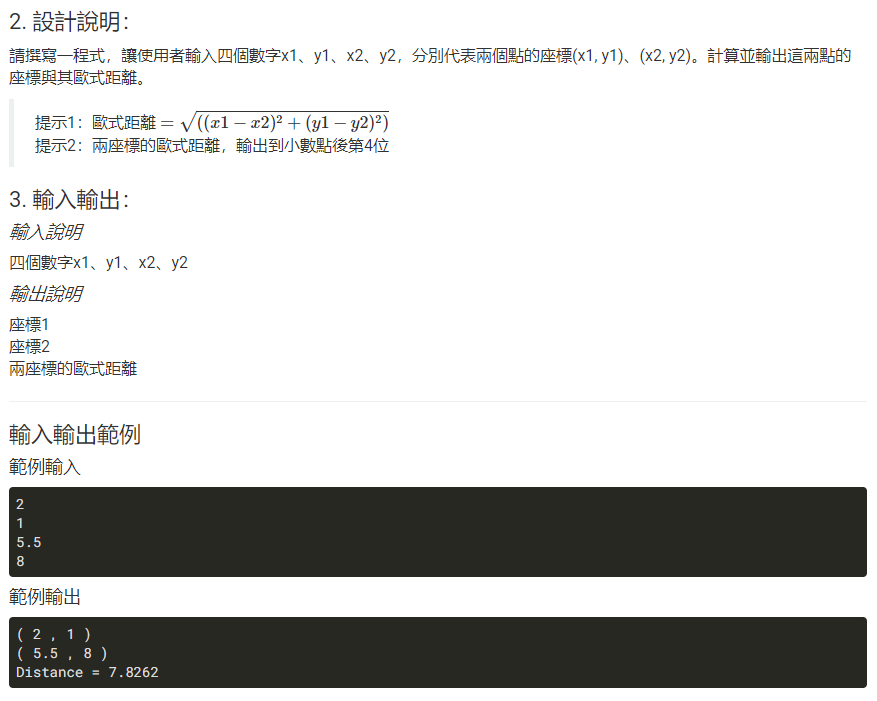 2. 設計說明：
請撰寫一程式，讓使用者輸入四個數字x1、y1、x2、y2，分別代表兩個點的座標(x1, y1)、(x2, y2)。計算並輸出這兩點的
座標與其歐式距離。
提示1：歐式距離 = √((x1 − x2)² + (y1 − y2)²)
提示2：兩座標的歐式距離，輸出到小數點後第4位
3. 輸入輸出：
輸入說明
四個數字x1、y1、x2、y2
輸出說明
座標1
座標2
兩座標的歐式距離
輸入輸出範例
範例輸入
2
1
5.5
8
範例輸出
( 2 , 1 )
( 5.5 , 8 )
Distance = 7.8262